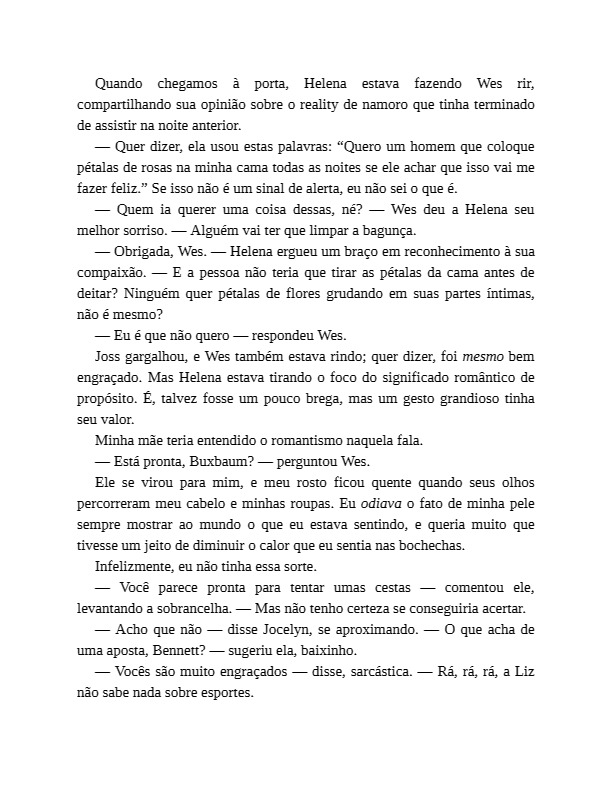 Quando chegamos à porta, Helena estava fazendo Wes rir,
compartilhando sua opinião sobre o reality de namoro que tinha terminado
de assistir na noite anterior.
— Quer dizer, ela usou estas palavras: “Quero um homem que coloque
pétalas de rosas na minha cama todas as noites se ele achar que isso vai me
fazer feliz.” Se isso não é um sinal de alerta, eu não sei o que é.
— Quem ia querer uma coisa dessas, né? — Wes deu a Helena seu
melhor sorriso. — Alguém vai ter que limpar a bagunça.
— Obrigada, Wes. — Helena ergueu um braço em reconhecimento à sua
compaixão. — E a pessoa não teria que tirar as pétalas da cama antes de
deitar? Ninguém quer pétalas de flores grudando em suas partes íntimas,
não é mesmo?
— Eu é que não quero — respondeu Wes.
Joss gargalhou, e Wes também estava rindo; quer dizer, foi mesmo bem
engraçado. Mas Helena estava tirando o foco do significado romântico de
propósito. É, talvez fosse um pouco brega, mas um gesto grandioso tinha
seu valor.
Minha mãe teria entendido o romantismo naquela fala.
— Está pronta, Buxbaum? — perguntou Wes.
Ele se virou para mim, e meu rosto ficou quente quando seus olhos
percorreram meu cabelo e minhas roupas. Eu odiava o fato de minha pele
sempre mostrar ao mundo o que eu estava sentindo, e queria muito que
tivesse um jeito de diminuir o calor que eu sentia nas bochechas.
Infelizmente, eu não tinha essa sorte.
— Você parece pronta para tentar umas cestas — comentou ele,
levantando a sobrancelha. — Mas não tenho certeza se conseguiria acertar.
— Acho que não — disse Jocelyn, se aproximando. — O que acha de
uma aposta, Bennett? — sugeriu ela, baixinho.
— Vocês são muito engraçados — disse, sarcástica. — Rá, rá, rá, a Liz
não sabe nada sobre esportes.